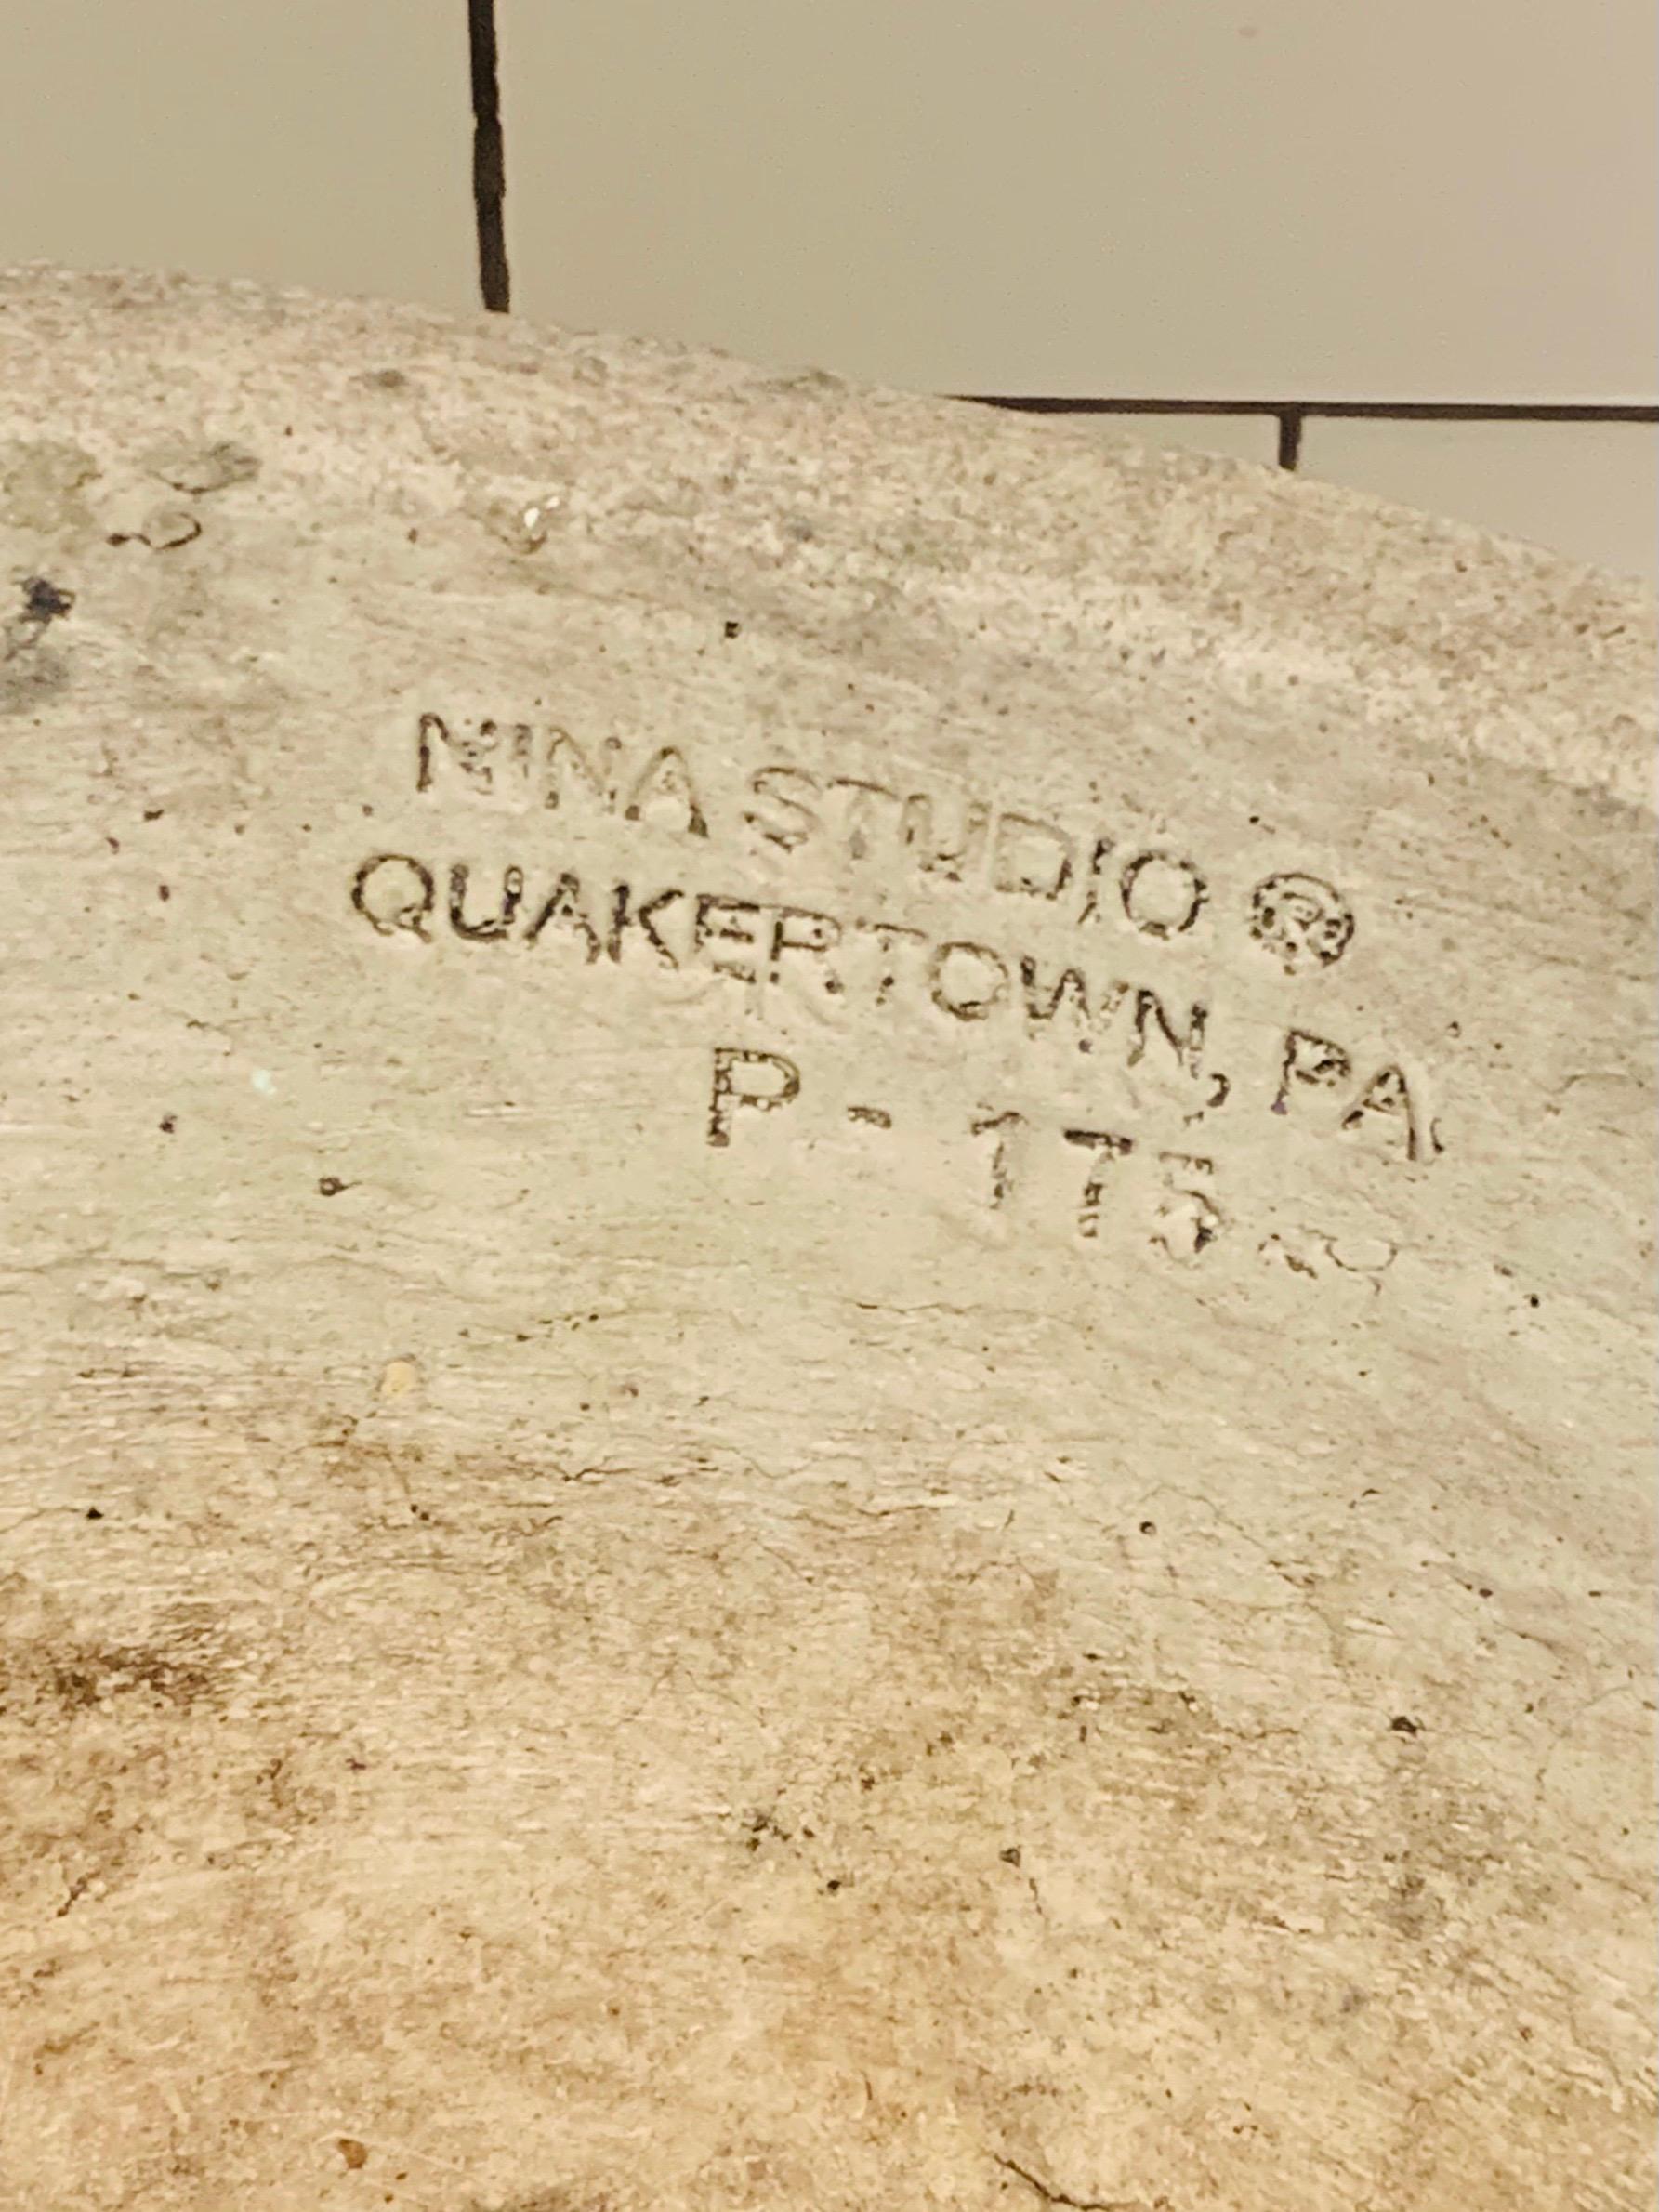 NINA STUDIO ®
QUAKERTOWN, PA.
P - 175